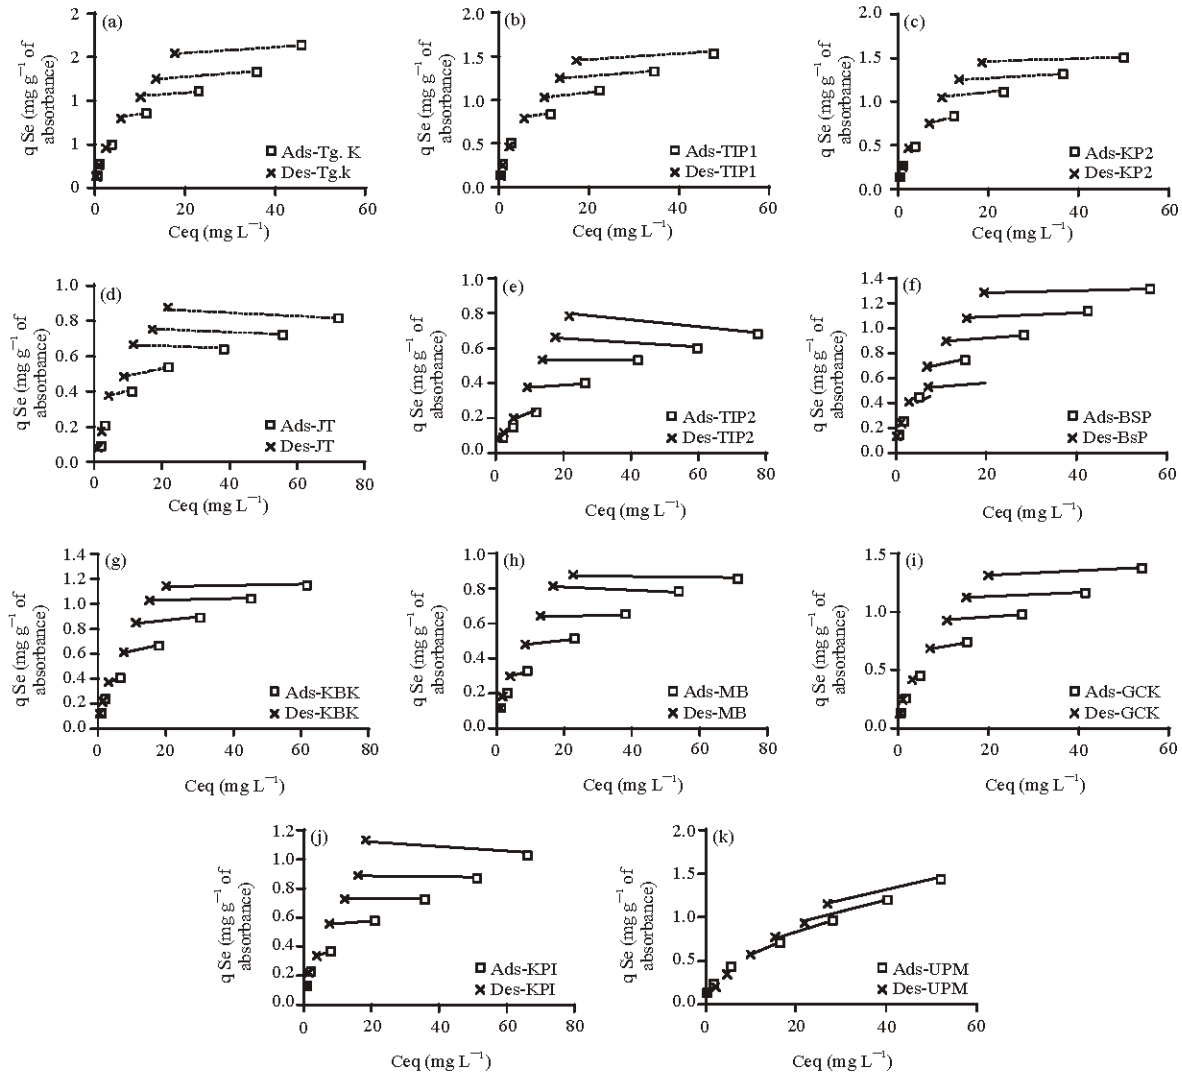 (a)
q Se (mg g⁻¹ of
absorbance)
2
2
1
1
0
0 20 40 60
Ads-Tg. K
Des-Tg.k
Ceq (mg L⁻¹)
(b)
q Se (mg g⁻¹ of
absorbance)
2.0
1.5
1.0
0.5
0
0 20 40 60
Ads-TIP1
Des-TIP1
Ceq (mg L⁻¹)
(c)
q Se (mg g⁻¹ of
absorbance)
2.0
1.5
1.0
0.5
0.0
0 20 40 60
Ads-KP2
Des-KP2
Ceq (mg L⁻¹)
(d)
q Se (mg g⁻¹ of
absorbance)
1.0
0.8
0.6
0.4
0.2
0.0
0 20 40 60 80
Ads-JT
Des-JT
Ceq (mg L⁻¹)
(e)
q Se (mg g⁻¹ of
absorbance)
1.0
0.8
0.6
0.4
0.2
0 20 40 60 80
Ads-TIP2
Des-TIP2
Ceq (mg L⁻¹)
(f)
q Se (mg g⁻¹ of
absorbance)
1.4
1.2
1.0
0.8
0.6
0.4
0.2
0.0
0 20 40 60
Ads-BSP
Des-BsP
Ceq (mg L⁻¹)
(g)
q Se (mg g⁻¹ of
absorbance)
1.4
1.2
1.0
0.8
0.6
0.4
0.2
0.0
0 20 40 60 80
Ads-KBK
Des-KBK
Ceq (mg L⁻¹)
(h)
q Se (mg g⁻¹ of
absorbance)
1.0
0.8
0.6
0.4
0.2
0.0
0 20 40 60 80
Ads-MB
Des-MB
Ceq (mg L⁻¹)
(i)
q Se (mg g⁻¹ of
absorbance)
1.5
1.0
0.5
0.0
0 20 40 60
Ads-GCK
Des-GCK
Ceq (mg L⁻¹)
(j)
q Se (mg g⁻¹ of
absorbance)
1.2
1.0
0.8
0.6
0.4
0.2
0.0
0 20 40 60 80
Ads-KPI
Des-KPI
Ceq (mg L⁻¹)
(k)
q Se (mg g⁻¹ of
absorbance)
2.0
1.5
1.0
0.5
0.0
0 20 40 60
Ads-UPM
Des-UPM
Ceq (mg L⁻¹)